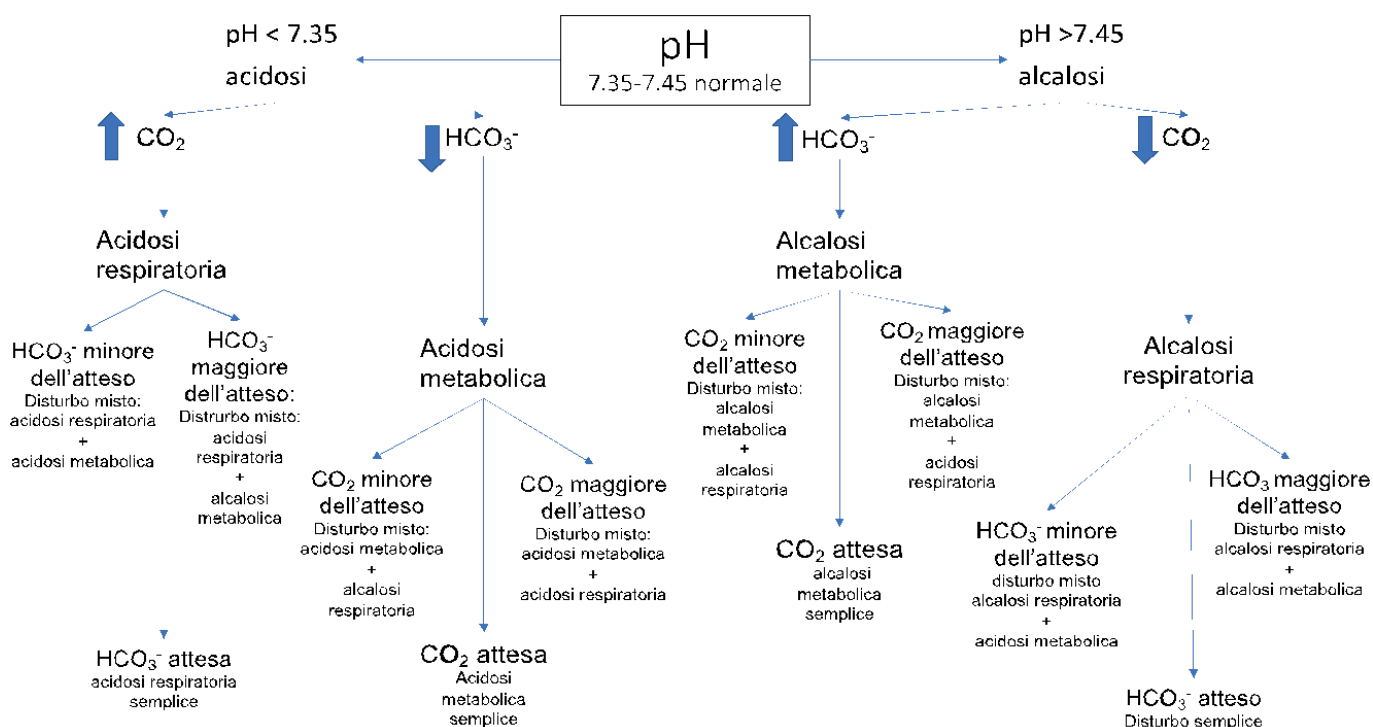 pH < 7.35
acidosi
pH
7.35-7.45 normale
pH >7.45
alcalosi
CO₂
HCO₃⁻
HCO₃⁻
CO₂
Acidosi
respiratoria
HCO₃⁻ minore
dell'atteso
Disturbo misto:
acidosi respiratoria
+
acidosi metabolica
HCO₃⁻
maggiore
dell'atteso:
Disturbo misto:
acidosi
respiratoria
+
alcalosi
metabolica
HCO₃⁻ attesa
acidosi respiratoria
semplice
Acidosi
metabolica
CO₂ minore
dell'atteso
Disturbo misto:
acidosi metabolica
+
alcalosi
respiratoria
CO₂ maggiore
dell'atteso
Disturbo misto:
acidosi metabolica
+
acidosi respiratoria
CO₂ attesa
Acidosi
metabolica
semplice
Alcalosi
metabolica
CO₂ minore
dell'atteso
Disturbo misto:
alcalosi
metabolica
+
alcalosi
respiratoria
CO₂ maggiore
dell'atteso
Disturbo misto:
alcalosi
metabolica
+
acidosi
respiratoria
CO₂ attesa
alcalosi
metabolica
semplice
Alcalosi
respiratoria
HCO₃⁻ minore
dell'atteso
disturbo misto
alcalosi respiratoria
+
acidosi metabolica
HCO₃ maggiore
dell'atteso
Disturbo misto
alcalosi respiratoria
+
alcalosi metabolica
HCO₃⁻ atteso
Disturbo semplice